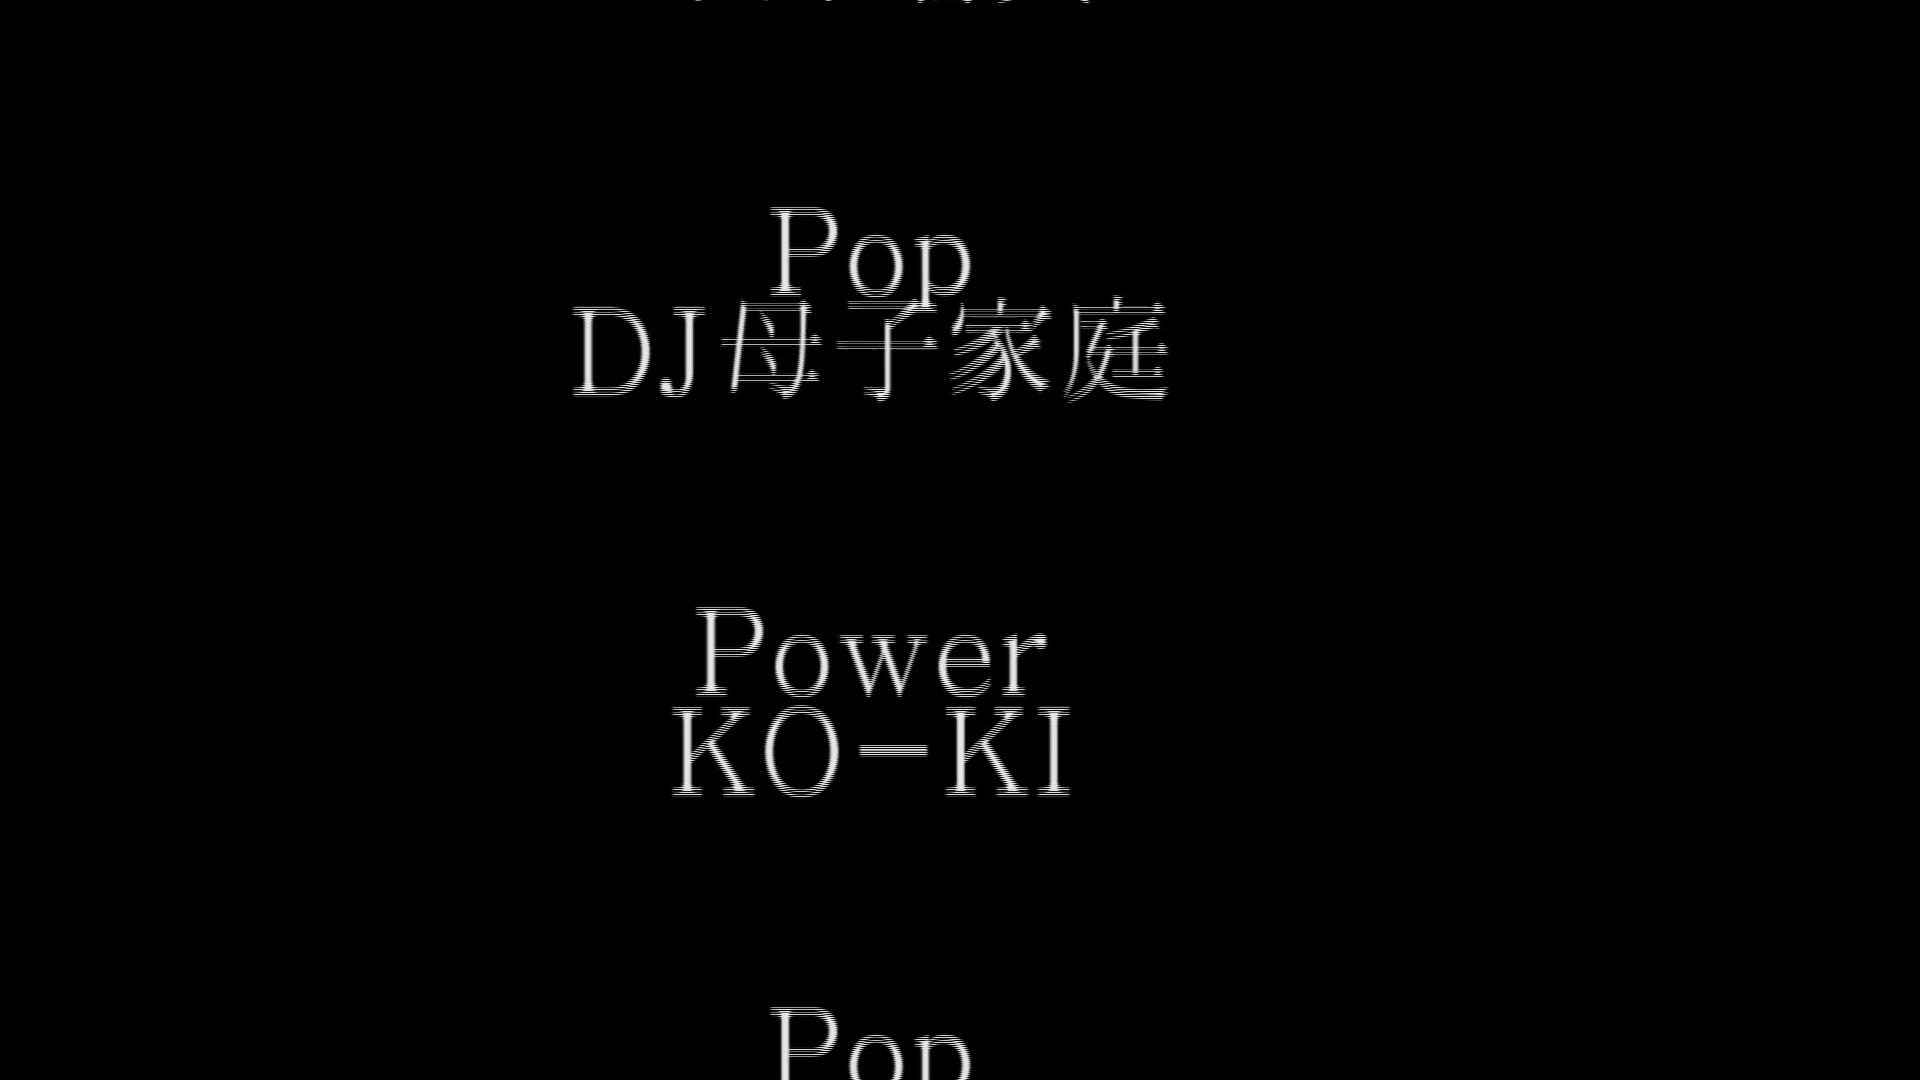 Pop
DJ母子家庭
Power
KO-KI
Pop